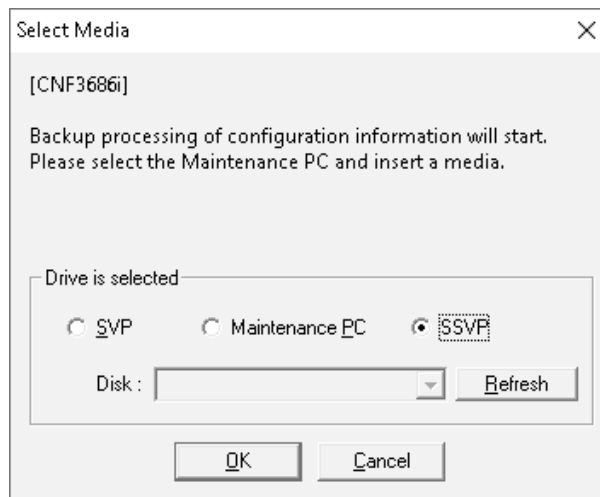 Select Media
[CNF3686i]
Backup processing of configuration information will start.
Please select the Maintenance PC and insert a media.
Drive is selected
SVP Maintenance PC SSVP
Disk : Refresh
OK Cancel